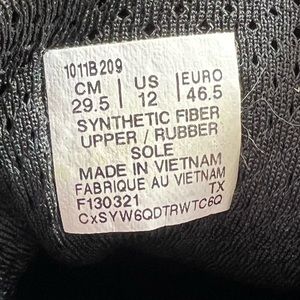 1011B209
CM US EURO
29.5 12 46.5
SYNTHETIC FIBER
UPPER / RUBBER
SOLE
MADE IN VIETNAM
FABRIQUE AU VIETNAM
F130321 TX
CxSYW6QDTRWTC6Q